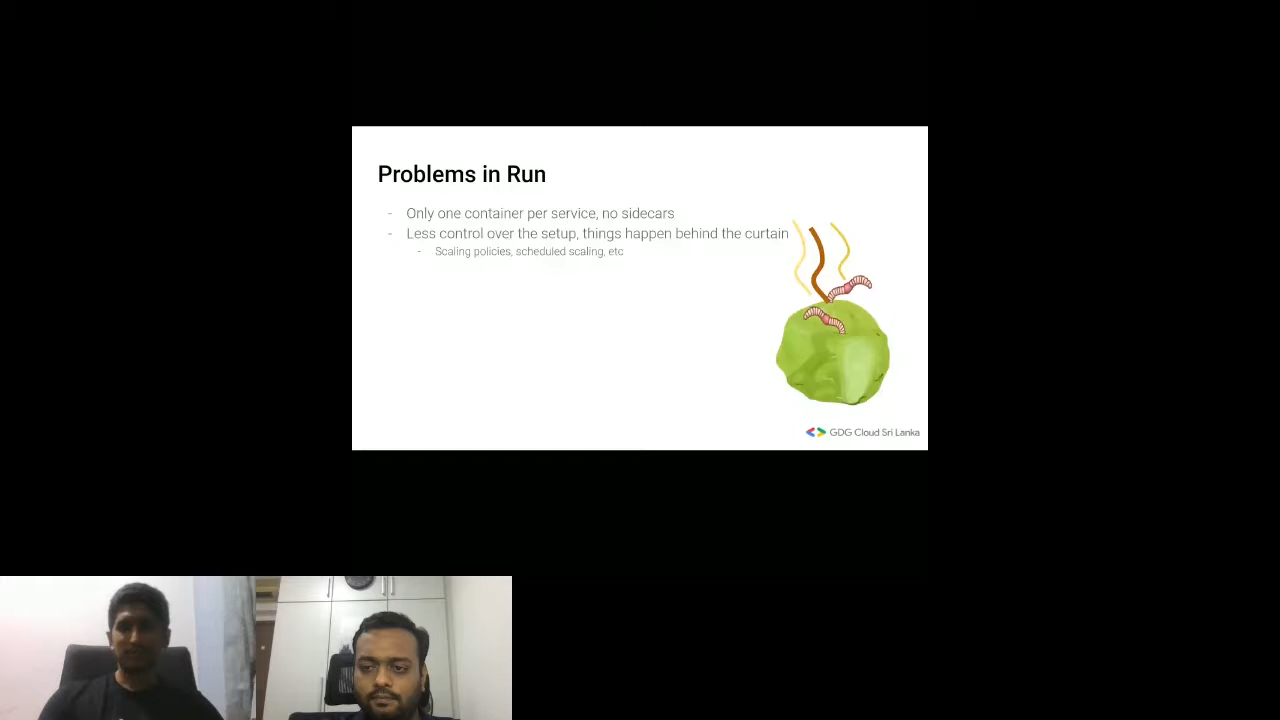 Problems in Run
- Only one container per service, no sidecars
- Less control over the setup, things happen behind the curtain
- Scaling policies, scheduled scaling, etc
GDG Cloud Sri Lanka